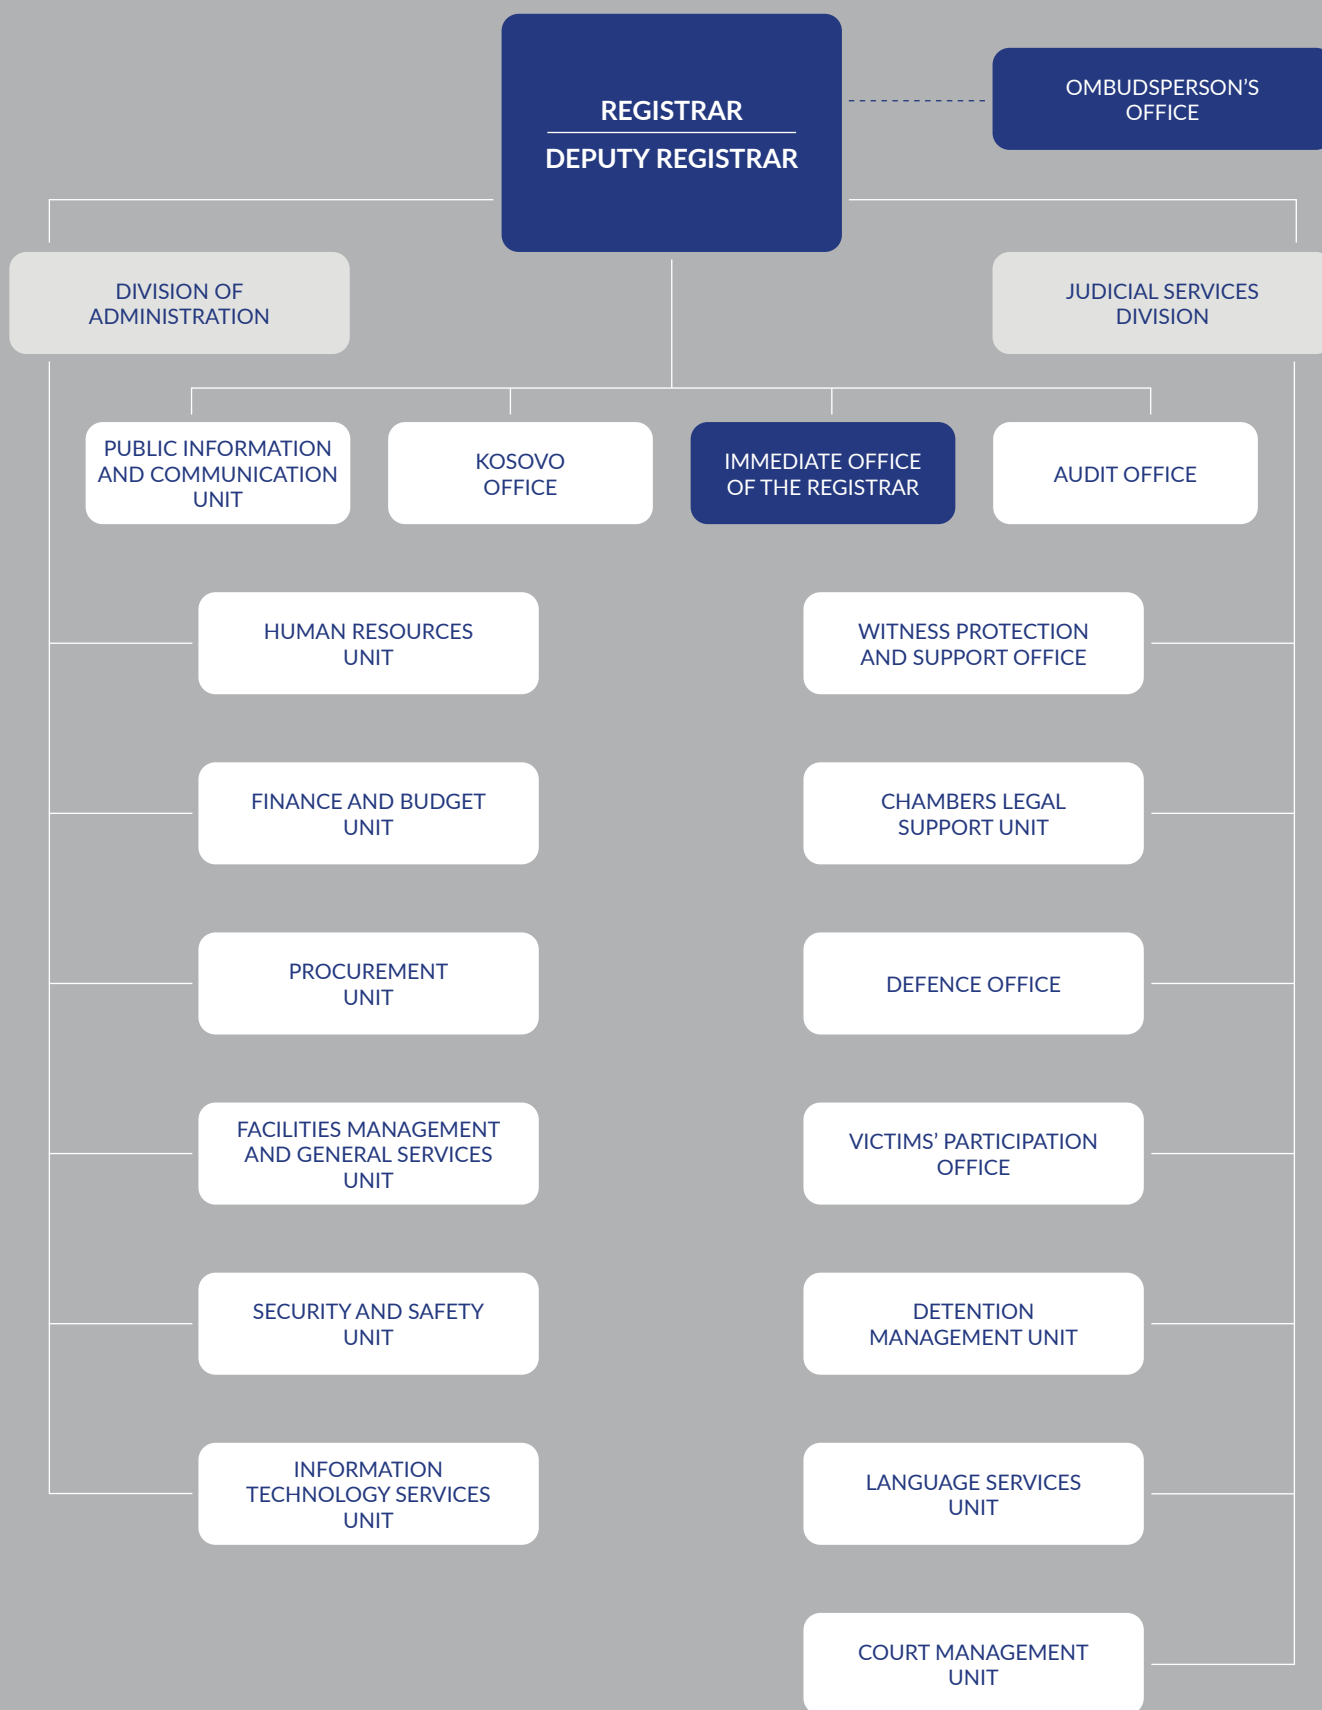 REGISTRAR
DEPUTY REGISTRAR
OMBUDSPERSON’S
OFFICE
DIVISION OF
ADMINISTRATION
JUDICIAL SERVICES
DIVISION
PUBLIC INFORMATION
AND COMMUNICATION
UNIT
KOSOVO
OFFICE
IMMEDIATE OFFICE
OF THE REGISTRAR
AUDIT OFFICE
HUMAN RESOURCES
UNIT
WITNESS PROTECTION
AND SUPPORT OFFICE
FINANCE AND BUDGET
UNIT
CHAMBERS LEGAL
SUPPORT UNIT
PROCUREMENT
UNIT
DEFENCE OFFICE
FACILITIES MANAGEMENT
AND GENERAL SERVICES
UNIT
VICTIMS’ PARTICIPATION
OFFICE
SECURITY AND SAFETY
UNIT
DETENTION
MANAGEMENT UNIT
INFORMATION
TECHNOLOGY SERVICES
UNIT
LANGUAGE SERVICES
UNIT
COURT MANAGEMENT
UNIT